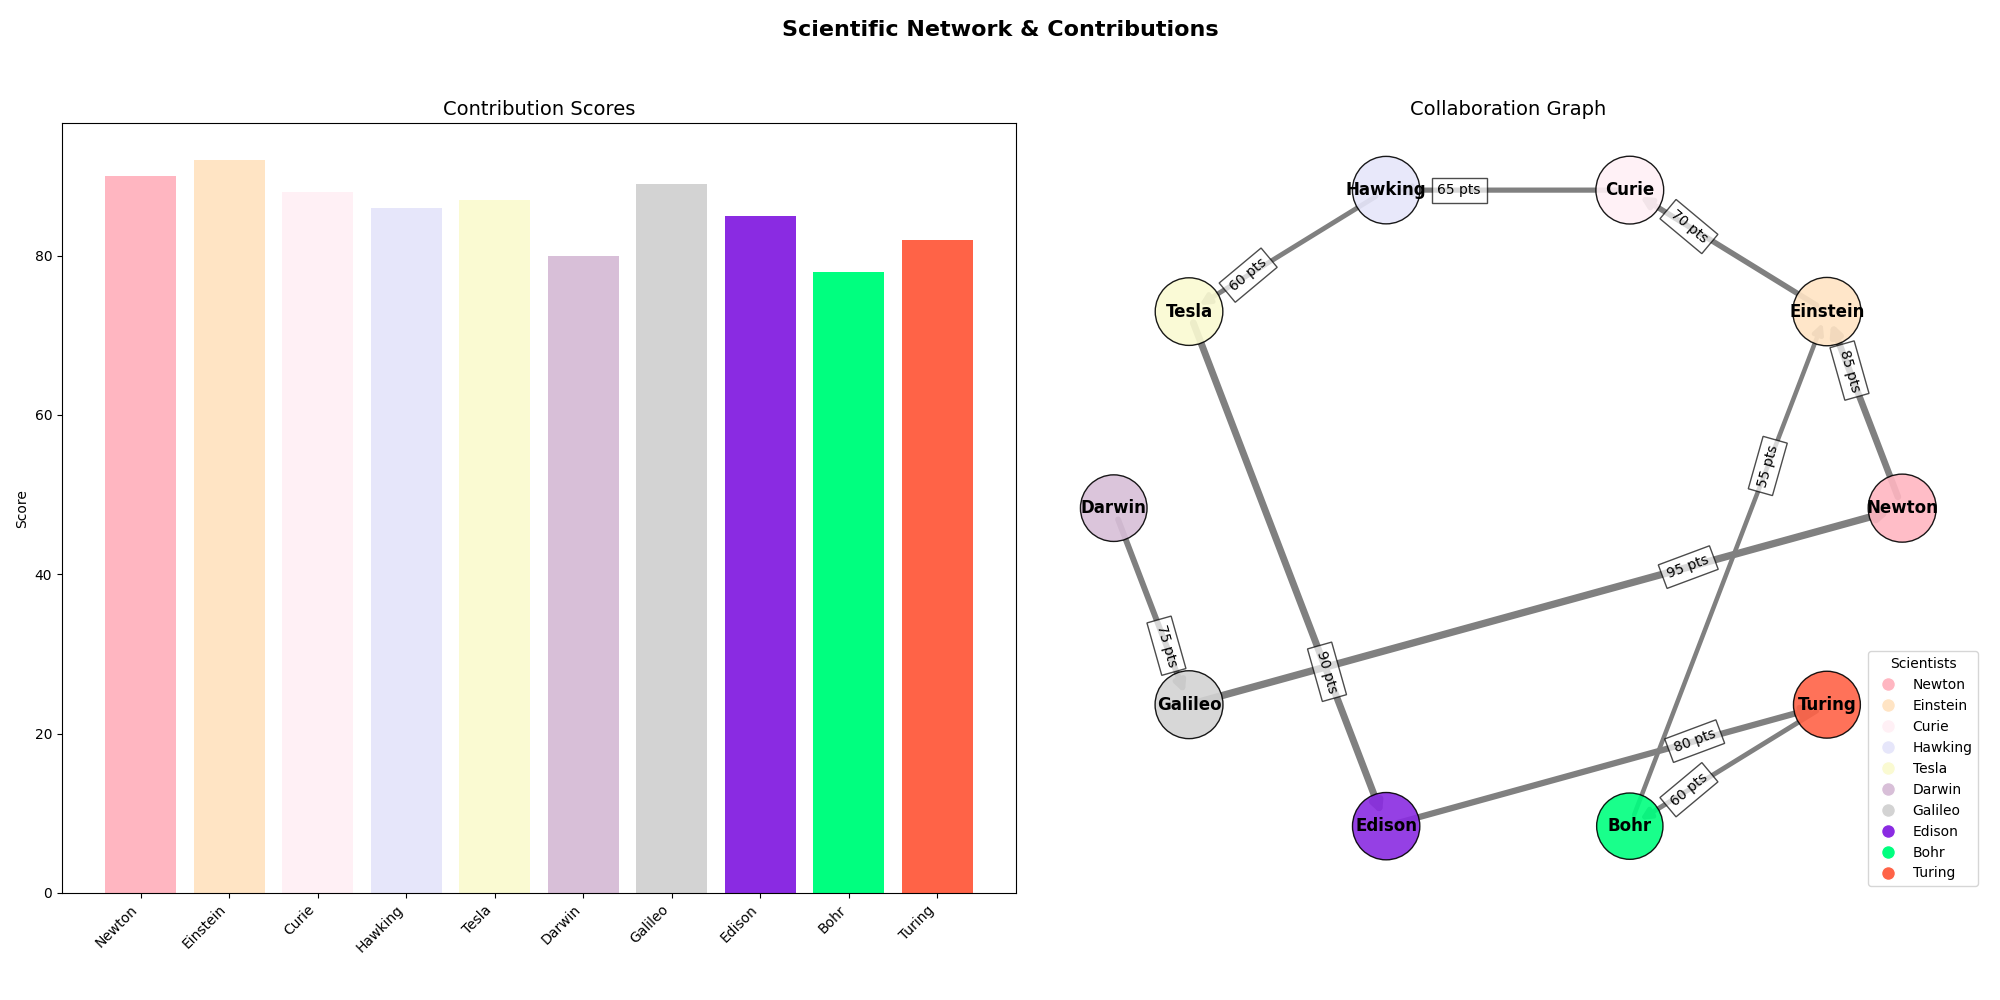 Scientific Network & Contributions
Contribution Scores
Score
80
60
40
20
0
Newton
Einstein
Curie
Hawking
Tesla
Darwin
Galileo
Edison
Bohr
Turing
Collaboration Graph
Hawking
65 pts
Curie
70 pts
60 pts
Tesla
Einstein
85 pts
55 pts
Darwin
Newton
95 pts
75 pts
90 pts
Galileo
Turing
80 pts
60 pts
Edison
Bohr
Scientists
Newton
Einstein
Curie
Hawking
Tesla
Darwin
Galileo
Edison
Bohr
Turing